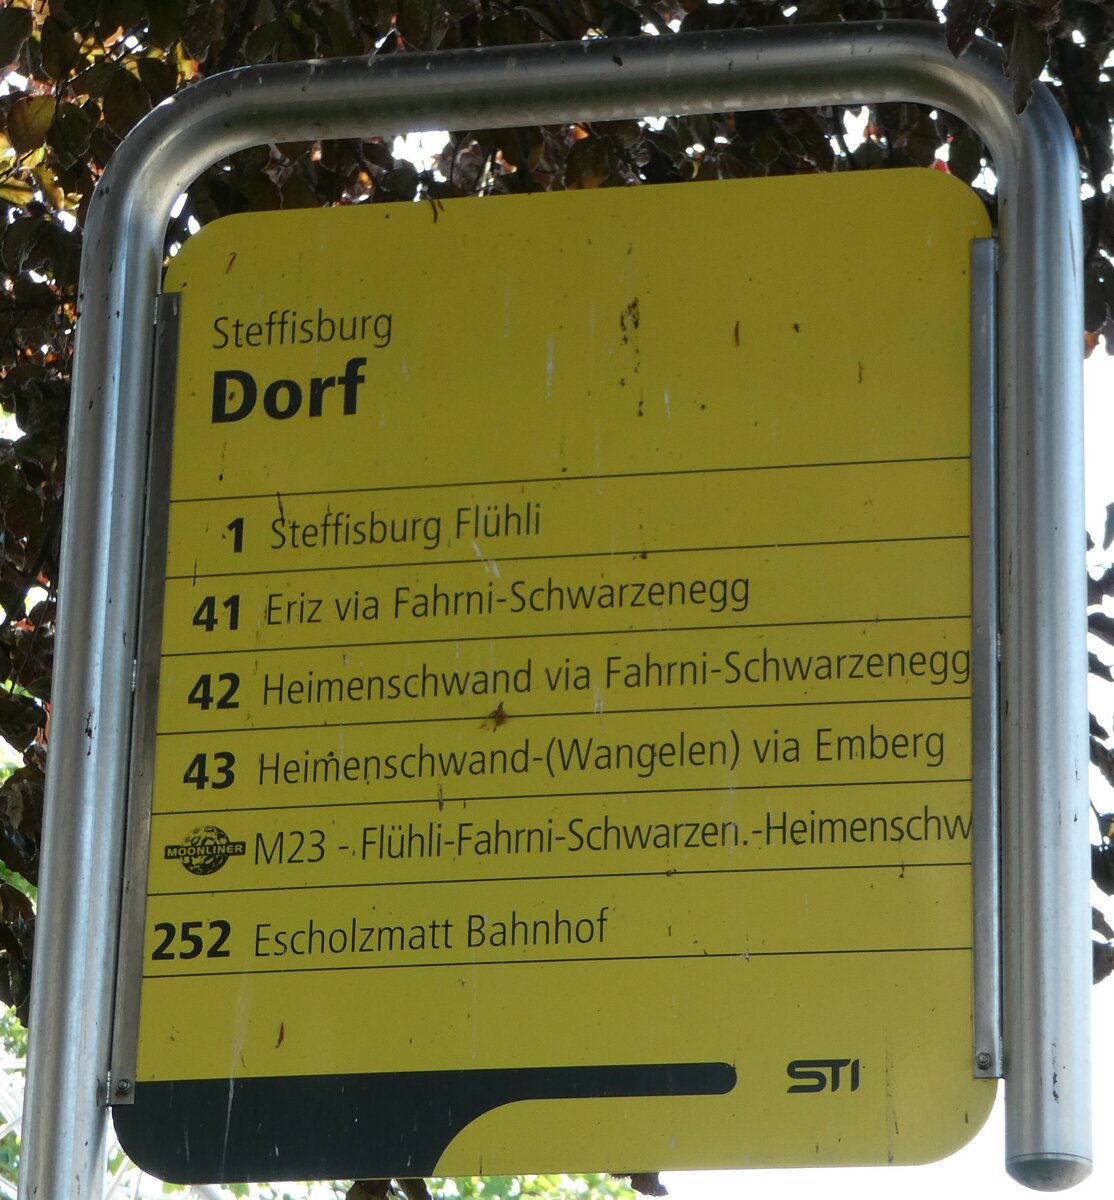 Steffisburg
Dorf
1 Steffisburg Flühli
41 Eriz via Fahrni-Schwarzenegg
42 Heimenschwand via Fahrni-Schwarzenegg
43 Heimenschwand-(Wangelen) via Emberg
MOONLINER M23 - Flühli-Fahrni-Schwarzen.-Heimenschw
252 Escholzmatt Bahnhof
STI